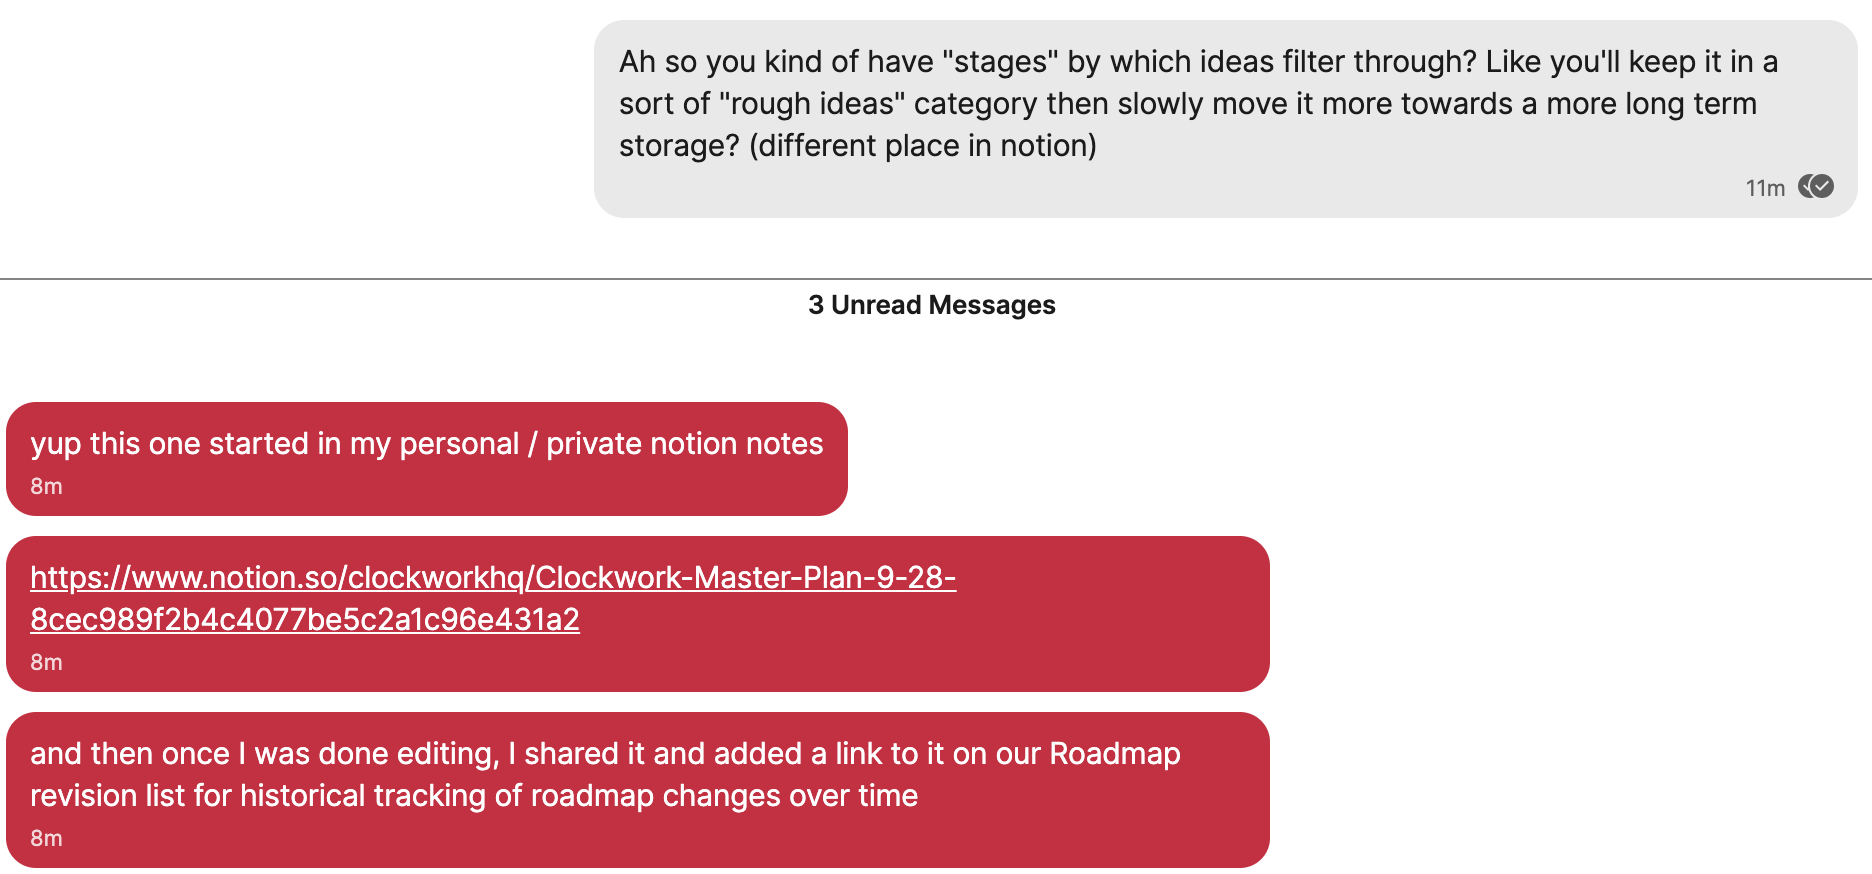 Ah so you kind of have "stages" by which ideas filter through? Like you'll keep it in a
sort of "rough ideas" category then slowly move it more towards a more long term
storage? (different place in notion)
11m
3 Unread Messages
yup this one started in my personal / private notion notes
8m
https://www.notion.so/clockworkhq/Clockwork-Master-Plan-9-28-
8cec989f2b4c4077be5c2a1c96e431a2
8m
and then once I was done editing, I shared it and added a link to it on our Roadmap
revision list for historical tracking of roadmap changes over time
8m